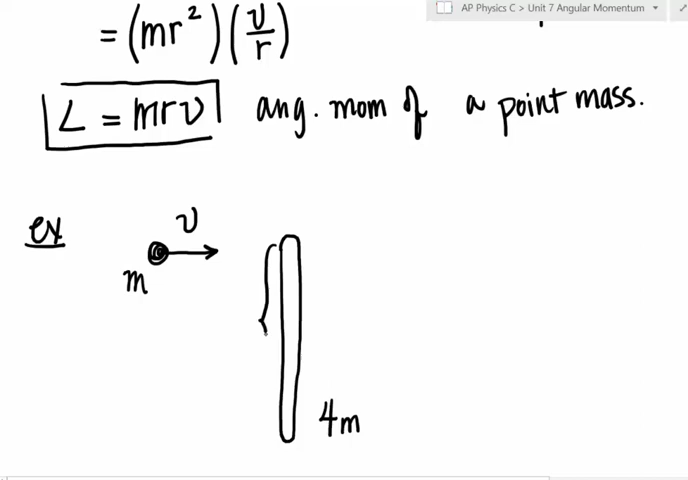 AP Physics C > Unit 7 Angular Momentum
= (mr²)(v/r)
L = mrv ang. mom of a point mass.
ex
v
m
4m